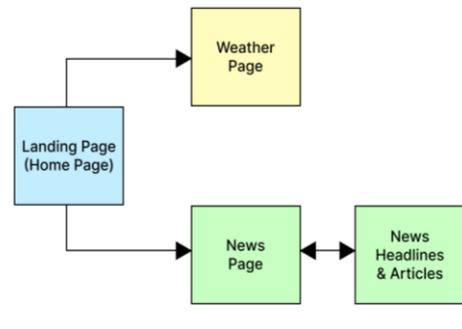 Weather
Page
Landing Page
(Home Page)
News
Page
News
Headlines
& Articles